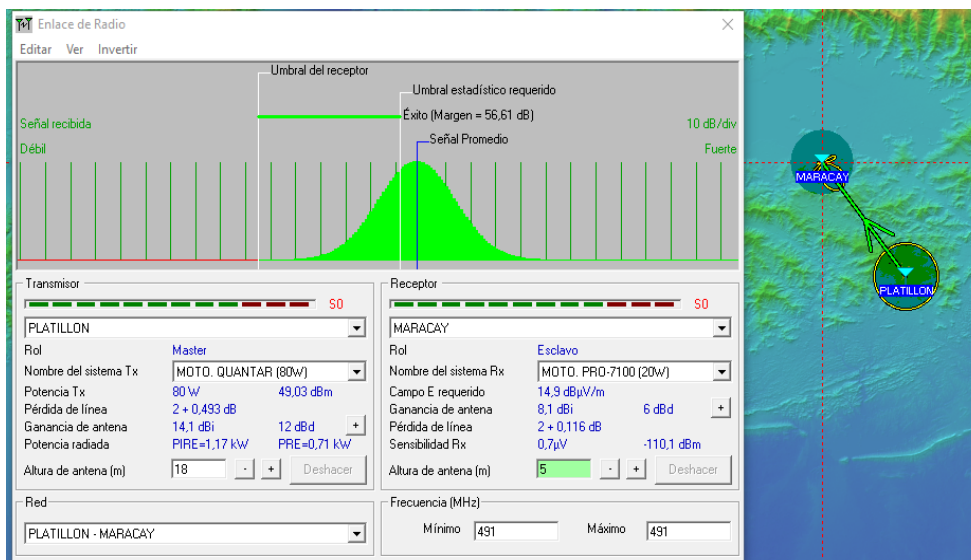 Enlace de Radio
Editar Ver Invertir
Umbral del receptor
Umbral estadístico requerido
Éxito (Margen = 56,61 dB)
Señal recibida
10 dB/div
Señal Promedio
Débil
Fuerte
Transmisor
S0
PLATILLON
Rol Master
Nombre del sistema Tx MOTO. QUANTAR (80W)
Potencia Tx 80 W 49,03 dBm
Pérdida de línea 2 + 0,493 dB
Ganancia de antena 14,1 dBi 12 dBd +
Potencia radiada PIRE=1,17 kW PRE=0,71 kW
Altura de antena (m) 18 - + Deshacer
Red
PLATILLON - MARACAY
Receptor
S0
MARACAY
Rol Esclavo
Nombre del sistema Rx MOTO. PRO-7100 (20W)
Campo E requerido 14,9 dBµV/m
Ganancia de antena 8,1 dBi 6 dBd +
Pérdida de línea 2 + 0,116 dB
Sensibilidad Rx 0,7µV -110,1 dBm
Altura de antena (m) 5 - + Deshacer
Frecuencia (MHz)
Mínimo 491 Máximo 491
MARACAY
PLATILLON